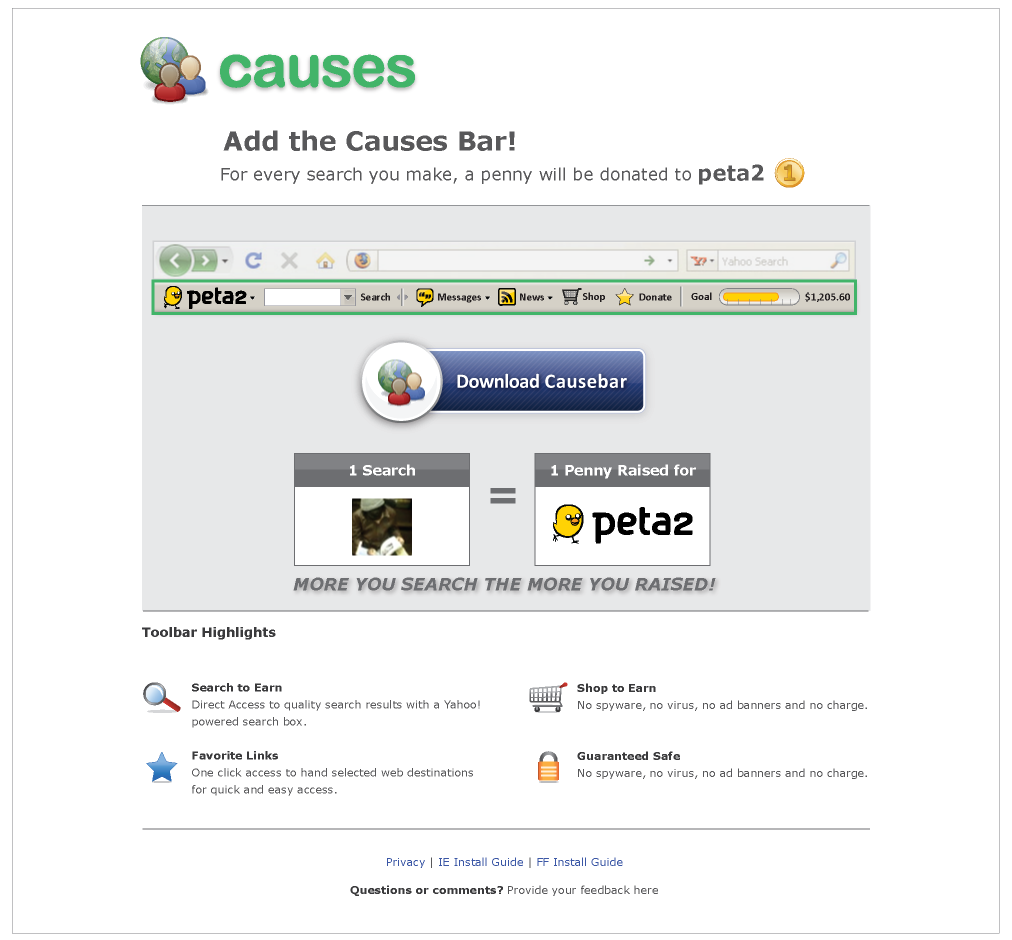 causes
Add the Causes Bar!
For every search you make, a penny will be donated to peta2 1
Yahoo Search
peta2 Search Messages News Shop Donate Goal $1,205.60
Download Causebar
1 Search
1 Penny Raised for
=
peta2
MORE YOU SEARCH THE MORE YOU RAISED!
Toolbar Highlights
Search to Earn
Direct Access to quality search results with a Yahoo!
powered search box.
Shop to Earn
No spyware, no virus, no ad banners and no charge.
Favorite Links
One click access to hand selected web destinations
for quick and easy access.
Guaranteed Safe
No spyware, no virus, no ad banners and no charge.
Privacy | IE Install Guide | FF Install Guide
Questions or comments? Provide your feedback here